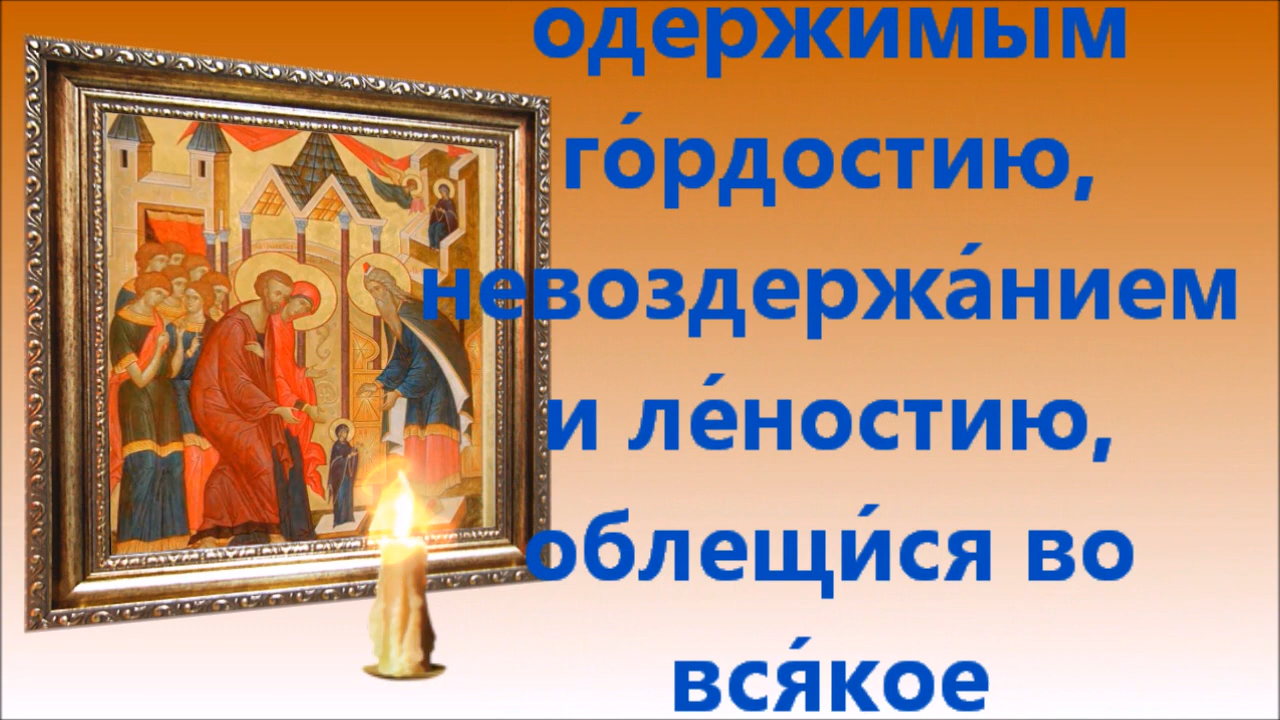 одержимым
го́рдостию,
невоздержа́нием
и ле́ностию,
облещи́ся во
вся́кое